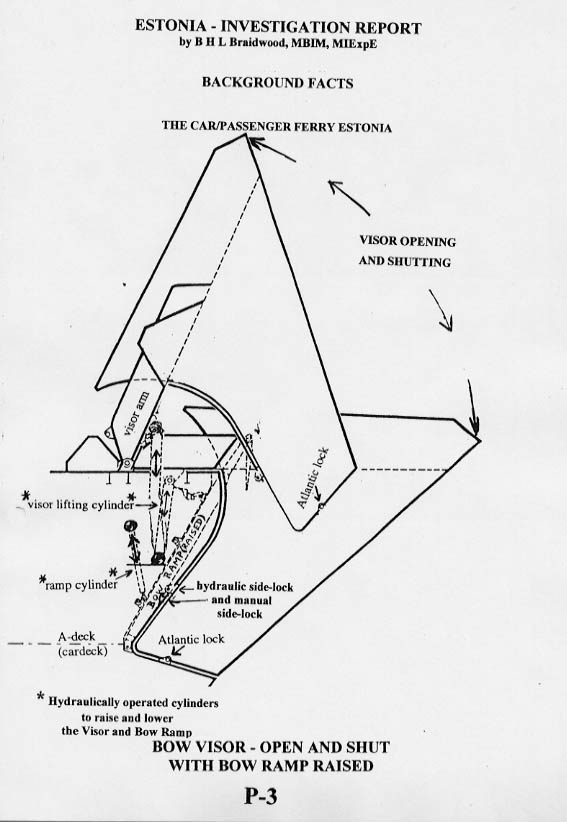 ESTONIA - INVESTIGATION REPORT
by B H L Braidwood, MBIM, MIExpE
BACKGROUND FACTS
THE CAR/PASSENGER FERRY ESTONIA
VISOR OPENING
AND SHUTTING
visor arm
Atlantic lock
*visor lifting cylinder*
BOW RAMP (RAISED)
*ramp cylinder*
hydraulic side-lock
and manual
side-lock
A-deck
(cardeck)
Atlantic lock
* Hydraulically operated cylinders
to raise and lower
the Visor and Bow Ramp
BOW VISOR - OPEN AND SHUT
WITH BOW RAMP RAISED
P-3